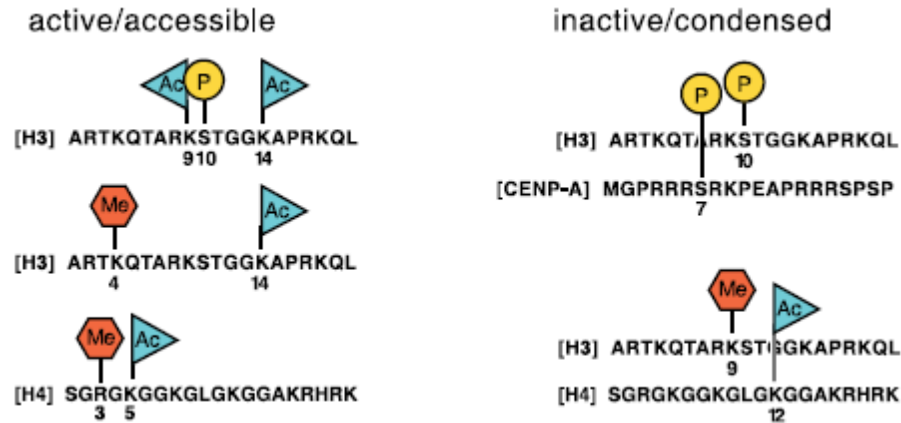 active/accessible
Ac P Ac
[H3] ARTKQTARKSTGGKAPRKQL
9 10 14
Me Ac
[H3] ARTKQTARKSTGGKAPRKQL
4 14
Me Ac
[H4] SGRGKGGKGLGKGGAKRHRK
3 5
inactive/condensed
P P
[H3] ARTKQTARKSTGGKAPRKQL
10
[CENP-A] MGPRRRSRKPEAPRRRSPSP
7
Me Ac
[H3] ARTKQTARKSTGGKAPRKQL
9
[H4] SGRGKGGKGLGKGGAKRHRK
12